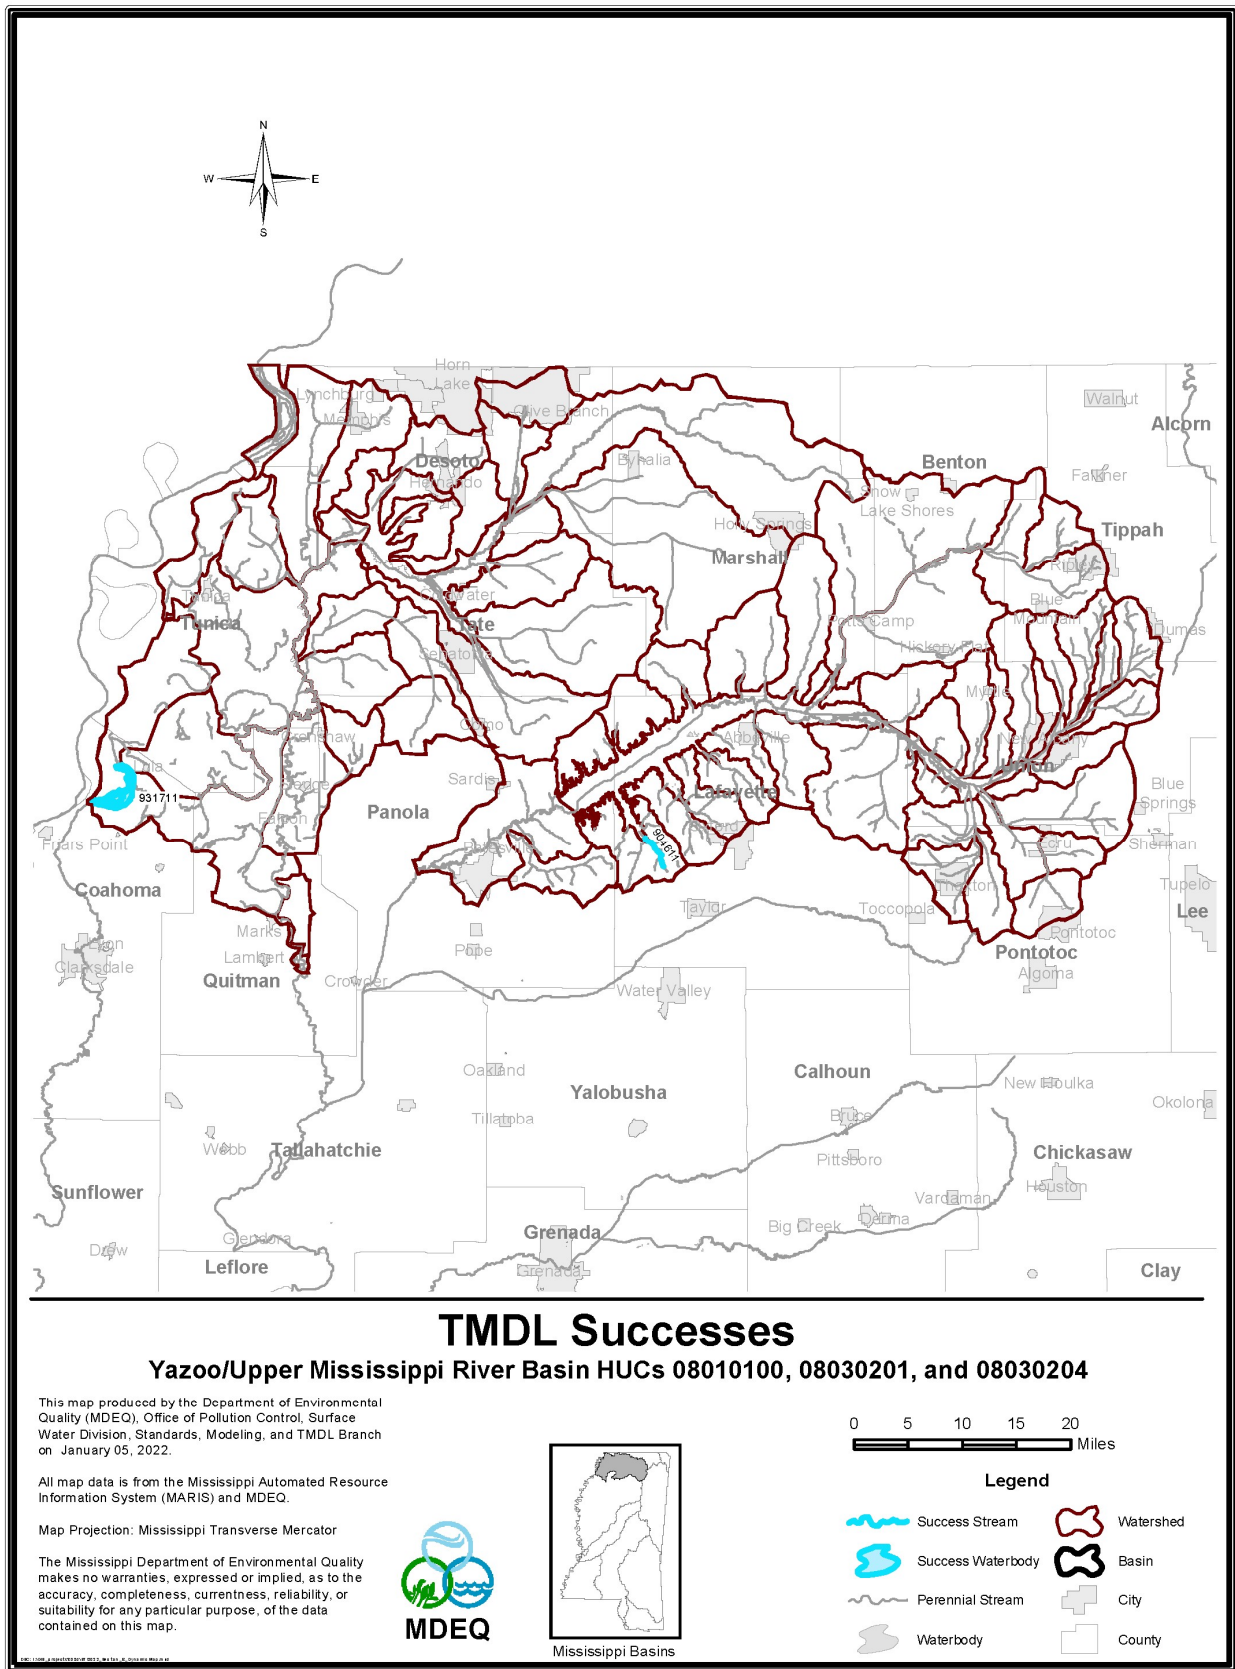 N
W E
S
Horn
Lake
Lynchburg
Memphis
Olive Branch
Walnut
Alcorn
Desoto
Hernando
Byhalia
Benton
Falkner
Snow
Lake Shores
Holly Springs
Marshall
Tippah
Ripley
Tunica
Tunica
Coldwater
Tate
Senatobia
Blue
Mountain
Potts Camp
Hickory Flat
Dumas
Myrtle
New Albany
Union
Como
Crenshaw
Abbeville
Lula
931711
Sledge
Sardis
Panola
Lafayette
Oxford
Blue
Springs
Falcon
Friars Point
Batesville
904611
Ecru
Sherman
Coahoma
Thaxton
Tupelo
Taylor
Toccopola
Lee
Marks
Pontotoc
Lyon
Clarksdale
Lambert
Pope
Pontotoc
Algoma
Quitman
Crowder
Water Valley
Oakland
Yalobusha
Calhoun
New Houlka
Okolona
Tillatoba
Bruce
Webb
Tallahatchie
Pittsboro
Chickasaw
Houston
Sunflower
Vardaman
Big Creek
Derma
Drew
Glendora
Grenada
Grenada
Leflore
Clay
TMDL Successes
Yazoo/Upper Mississippi River Basin HUCs 08010100, 08030201, and 08030204
This map produced by the Department of Environmental
Quality (MDEQ), Office of Pollution Control, Surface
Water Division, Standards, Modeling, and TMDL Branch
on January 05, 2022.
All map data is from the Mississippi Automated Resource
Information System (MARIS) and MDEQ.
Map Projection: Mississippi Transverse Mercator
The Mississippi Department of Environmental Quality
makes no warranties, expressed or implied, as to the
accuracy, completeness, currentness, reliability, or
suitability for any particular purpose, of the data
contained on this map.
MDEQ
Mississippi Basins
0 5 10 15 20
Miles
Legend
Success Stream
Success Waterbody
Perennial Stream
Waterbody
Watershed
Basin
City
County